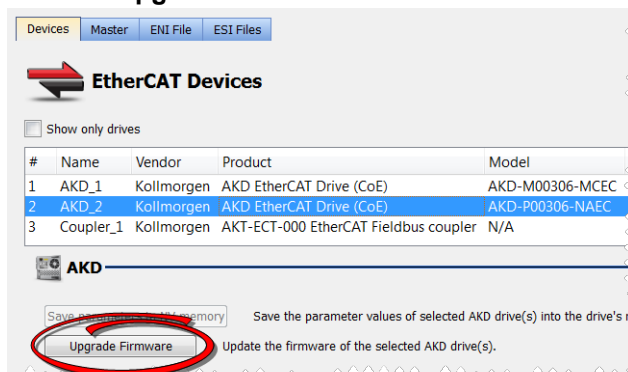 Devices Master ENI File ESI Files
EtherCAT Devices
Show only drives
# Name Vendor Product Model
1 AKD_1 Kollmorgen AKD EtherCAT Drive (CoE) AKD-M00306-MCEC
2 AKD_2 Kollmorgen AKD EtherCAT Drive (CoE) AKD-P00306-NAEC
3 Coupler_1 Kollmorgen AKT-ECT-000 EtherCAT Fieldbus coupler N/A
AKD
Save memory Save the parameter values of selected AKD drive(s) into the drive's
Upgrade Firmware Update the firmware of the selected AKD drive(s).